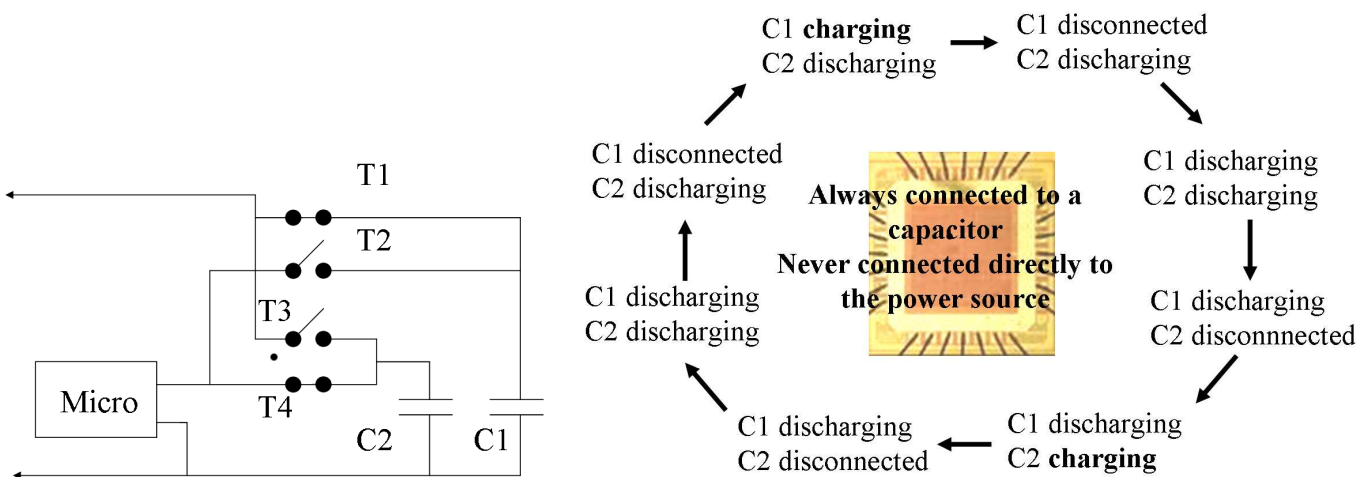 T1
T2
T3
T4
Micro
C2
C1
C1 charging
C2 discharging
C1 disconnected
C2 discharging
C1 discharging
C2 discharging
C1 discharging
C2 disconnnected
C1 discharging
C2 charging
C1 discharging
C2 disconnected
C1 discharging
C2 discharging
C1 disconnected
C2 discharging
Always connected to a
capacitor
Never connected directly to
the power source